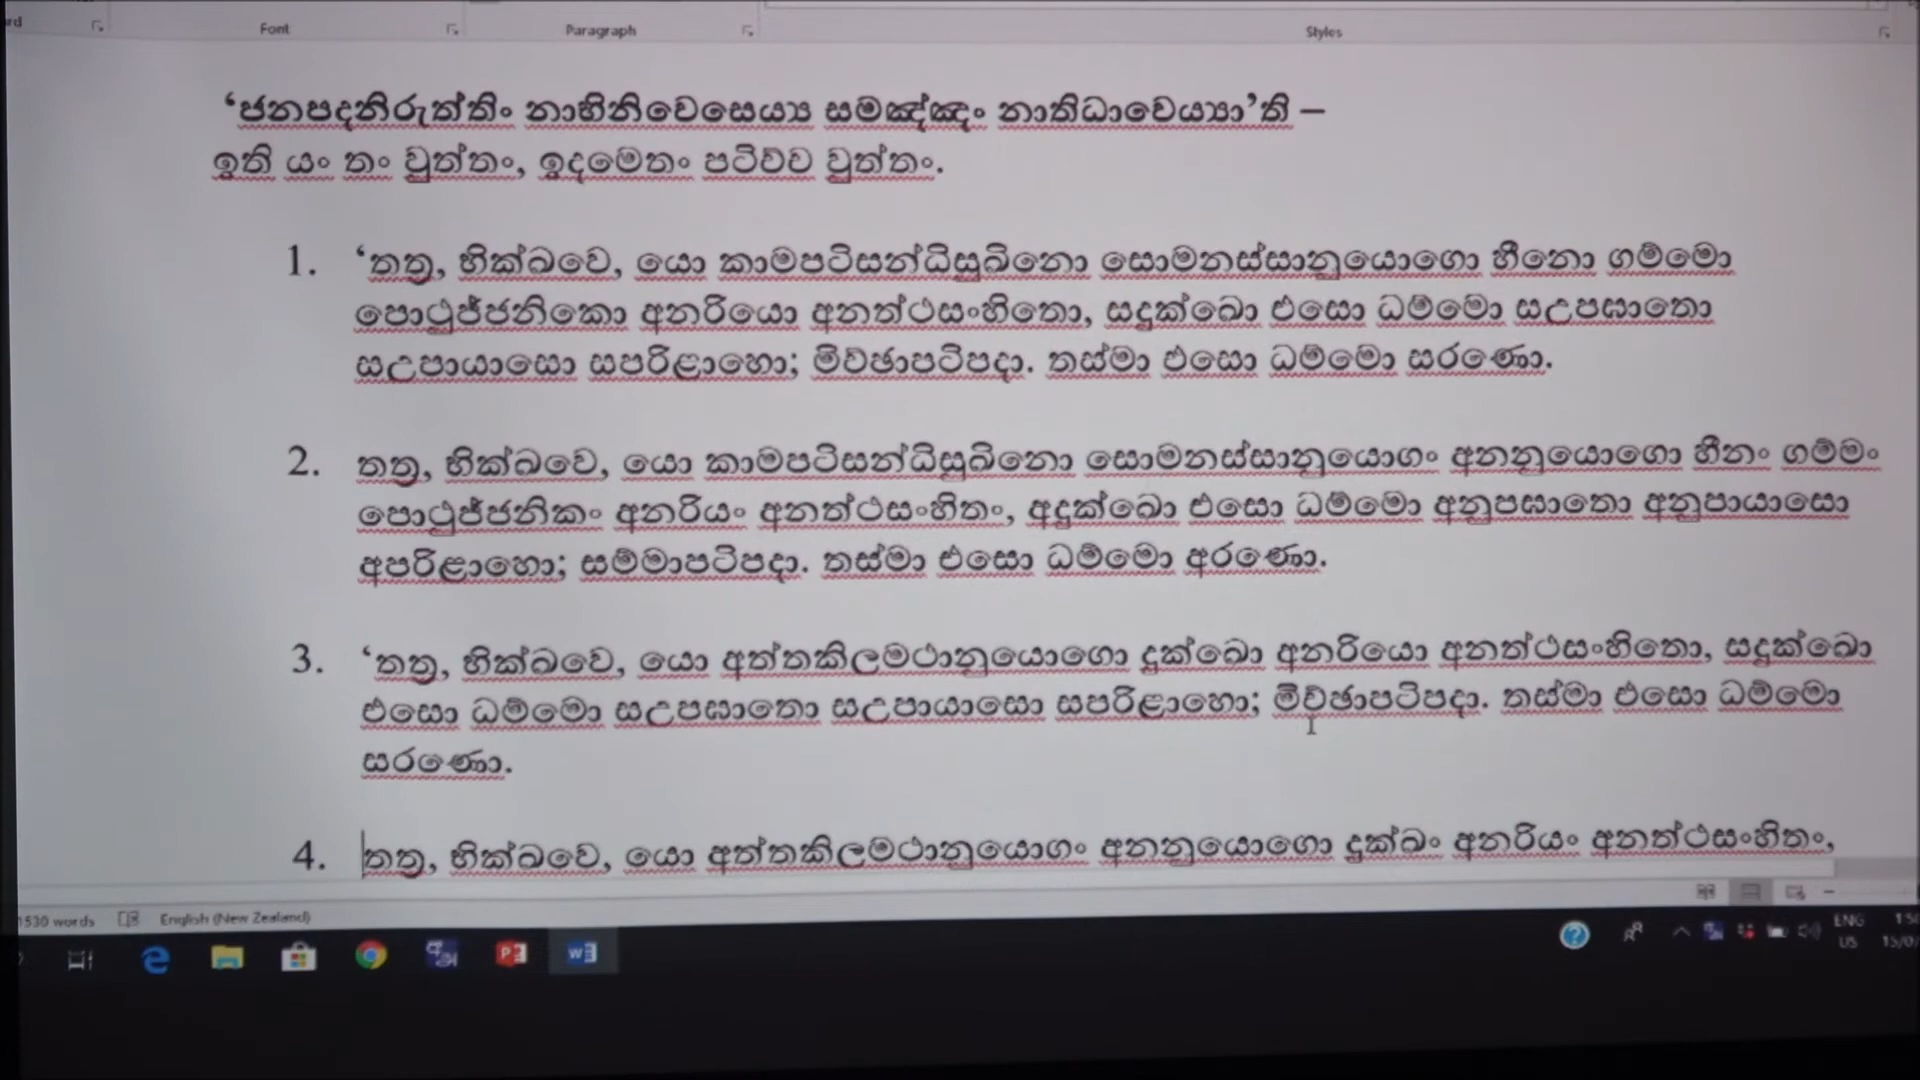 Font Paragraph Styles
‘ජනපදනිරුත්තිං නාභිනිවෙසෙය්‍ය සමඤ්ඤං නාතිධාවෙය්‍යා’ති –
ඉති යං තං වුත්තං, ඉදමෙතං පටිච්ච වුත්තං.
1. ‘තත්‍ර, භික්ඛවෙ, යො කාමපටිසන්ධිසුඛිනො සොමනස්සානුයොගො හීනො ගම්මො
පොථුජ්ජනිකො අනරියො අනත්ථසංහිතො, සදුක්ඛො එසො ධම්මො සඋපඝාතො
සඋපායාසො සපරිළාහො; මිච්ඡාපටිපදා. තස්මා එසො ධම්මො සරණො.
2. තත්‍ර, භික්ඛවෙ, යො කාමපටිසන්ධිසුඛිනො සොමනස්සානුයොගං අනනුයොගො හීනං ගම්මං
පොථුජ්ජනිකං අනරියං අනත්ථසංහිතං, අදුක්ඛො එසො ධම්මො අනුපඝාතො අනුපායාසො
අපරිළාහො; සම්මාපටිපදා. තස්මා එසො ධම්මො අරණො.
3. ‘තත්‍ර, භික්ඛවෙ, යො අත්තකිලමථානුයොගො දුක්ඛො අනරියො අනත්ථසංහිතො, සදුක්ඛො
එසො ධම්මො සඋපඝාතො සඋපායාසො සපරිළාහො; මිච්ඡාපටිපදා. තස්මා එසො ධම්මො
සරණො.
4. තත්‍ර, භික්ඛවෙ, යො අත්තකිලමථානුයොගං අනනුයොගො දුක්ඛං අනරියං අනත්ථසංහිතං,
1530 words English (New Zealand)
ENG
US